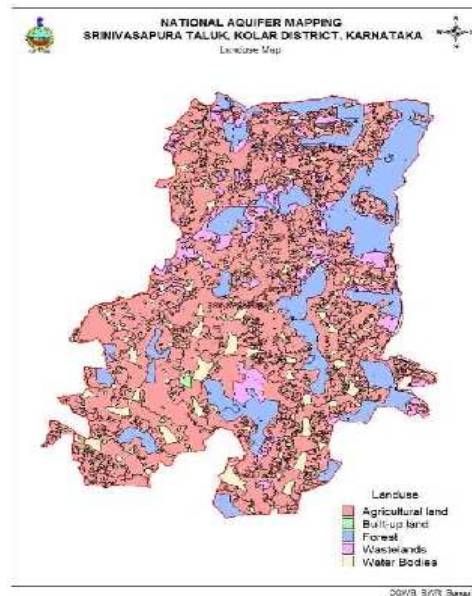 NATIONAL AQUIFER MAPPING
SRINIVASAPURA TALUK, KOLAR DISTRICT, KARNATAKA
Landuse Map
Landuse
Agricultural land
Built-up land
Forest
Wastelands
Water Bodies